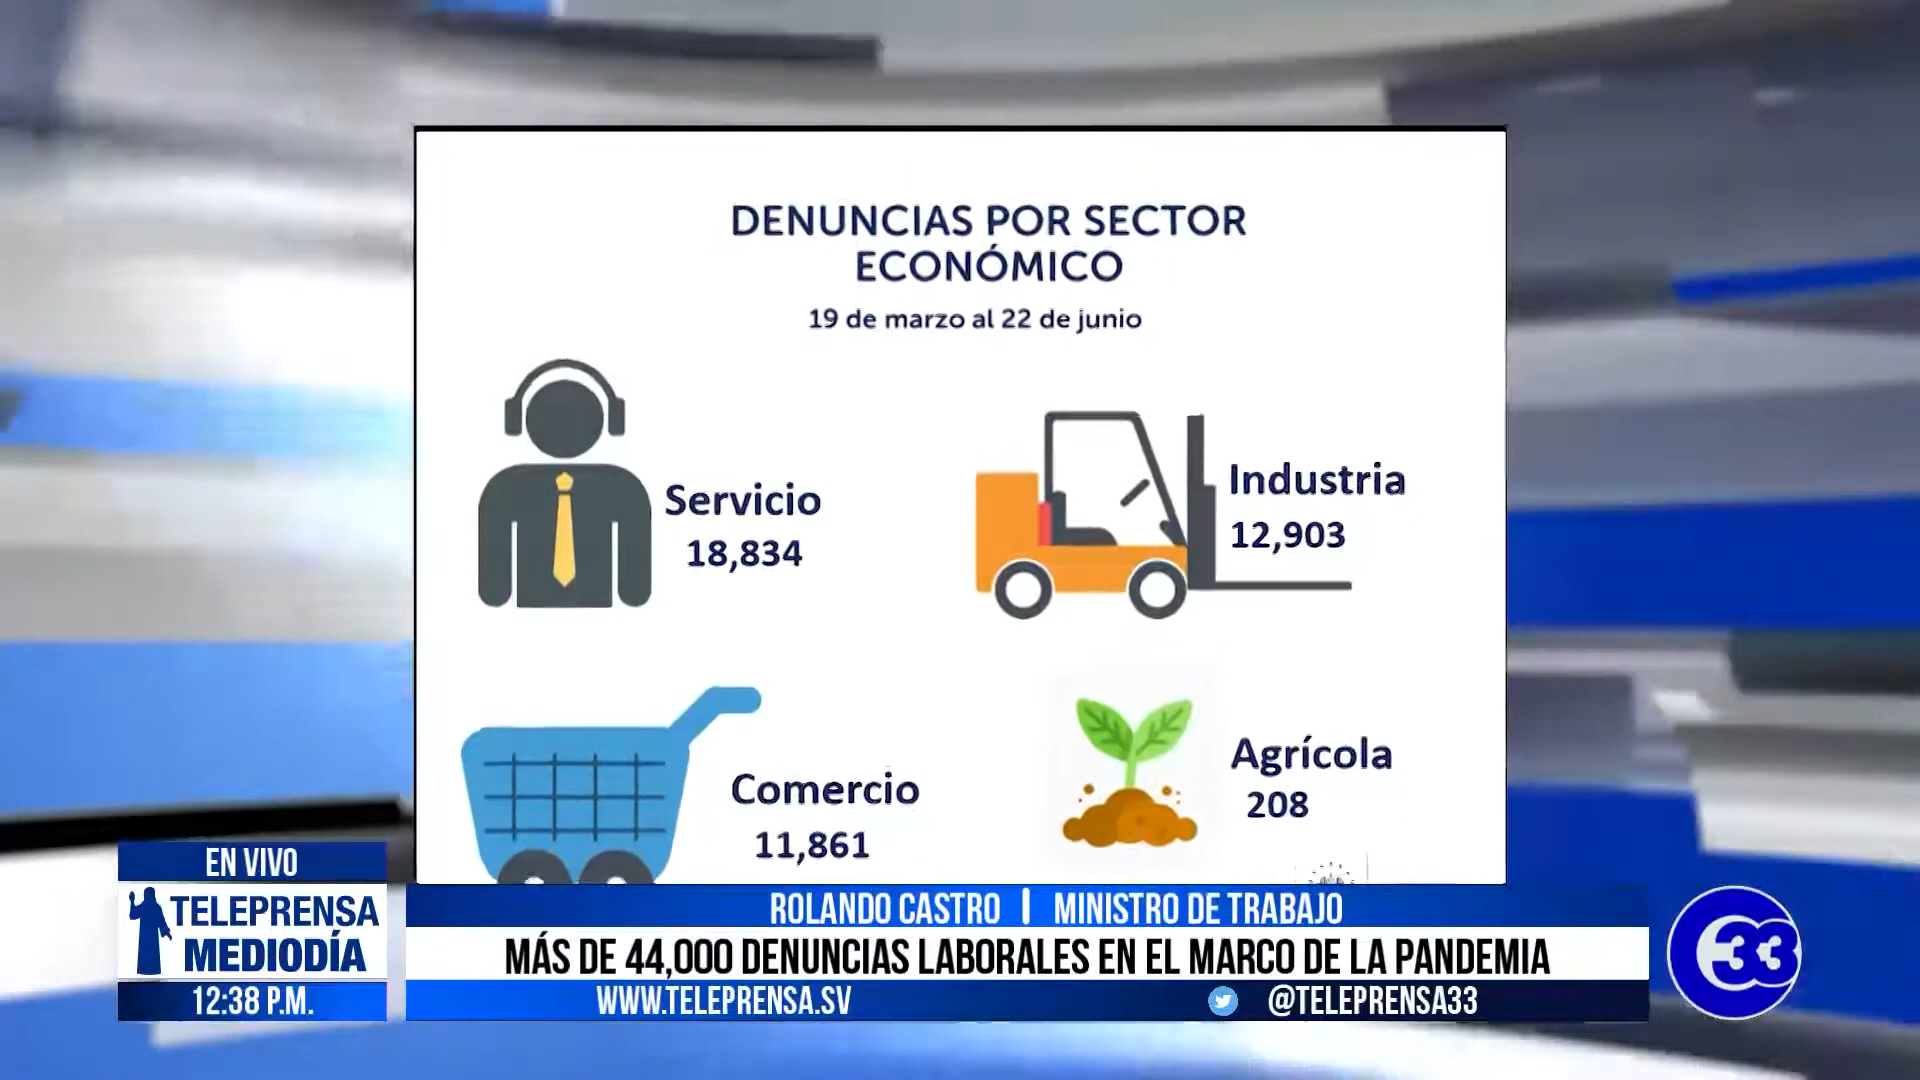 DENUNCIAS POR SECTOR
ECONÓMICO
19 de marzo al 22 de junio
Servicio
18,834
Industria
12,903
Comercio
11,861
Agrícola
208
EN VIVO
TELEPRENSA
MEDIODÍA
12:38 P.M.
ROLANDO CASTRO | MINISTRO DE TRABAJO
MÁS DE 44,000 DENUNCIAS LABORALES EN EL MARCO DE LA PANDEMIA
WWW.TELEPRENSA.SV @TELEPRENSA33
33